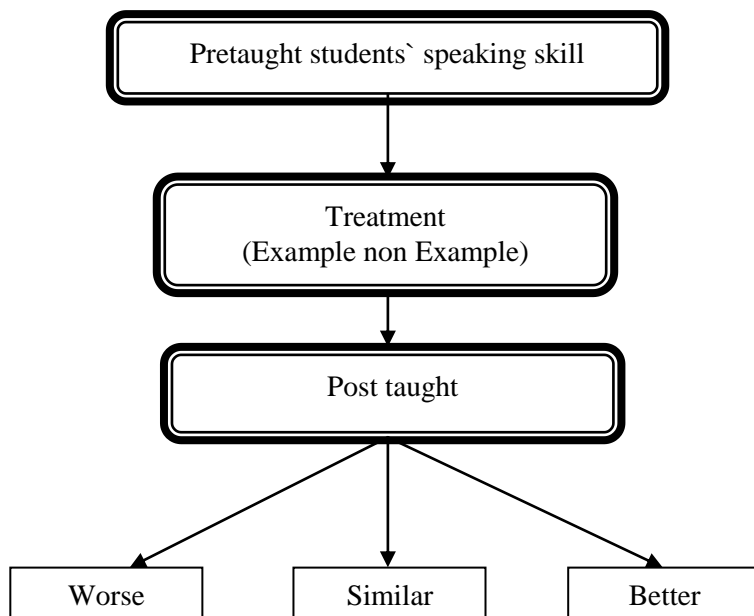 Pretaught students` speaking skill
Treatment
(Example non Example)
Post taught
Worse
Similar
Better